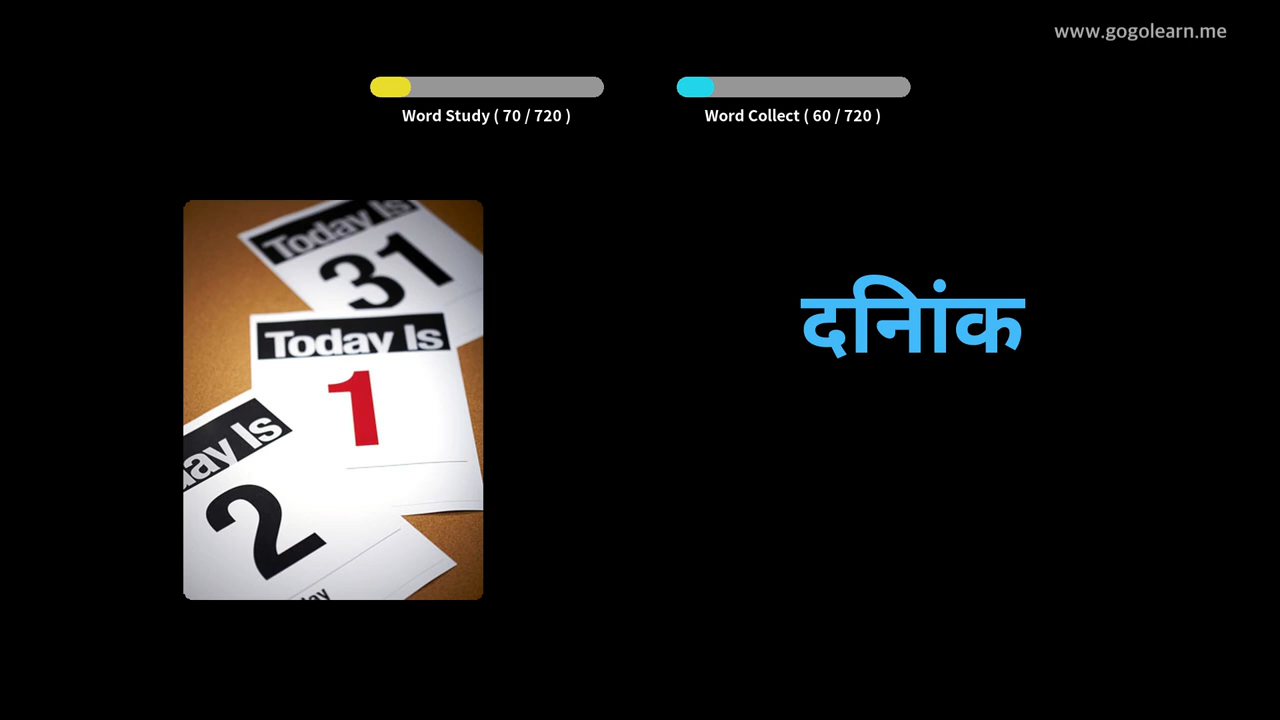 www.gogolearn.me
Word Study ( 70 / 720 )
Word Collect ( 60 / 720 )
Today Is
31
Today Is
1
ay Is
2
दनिांक